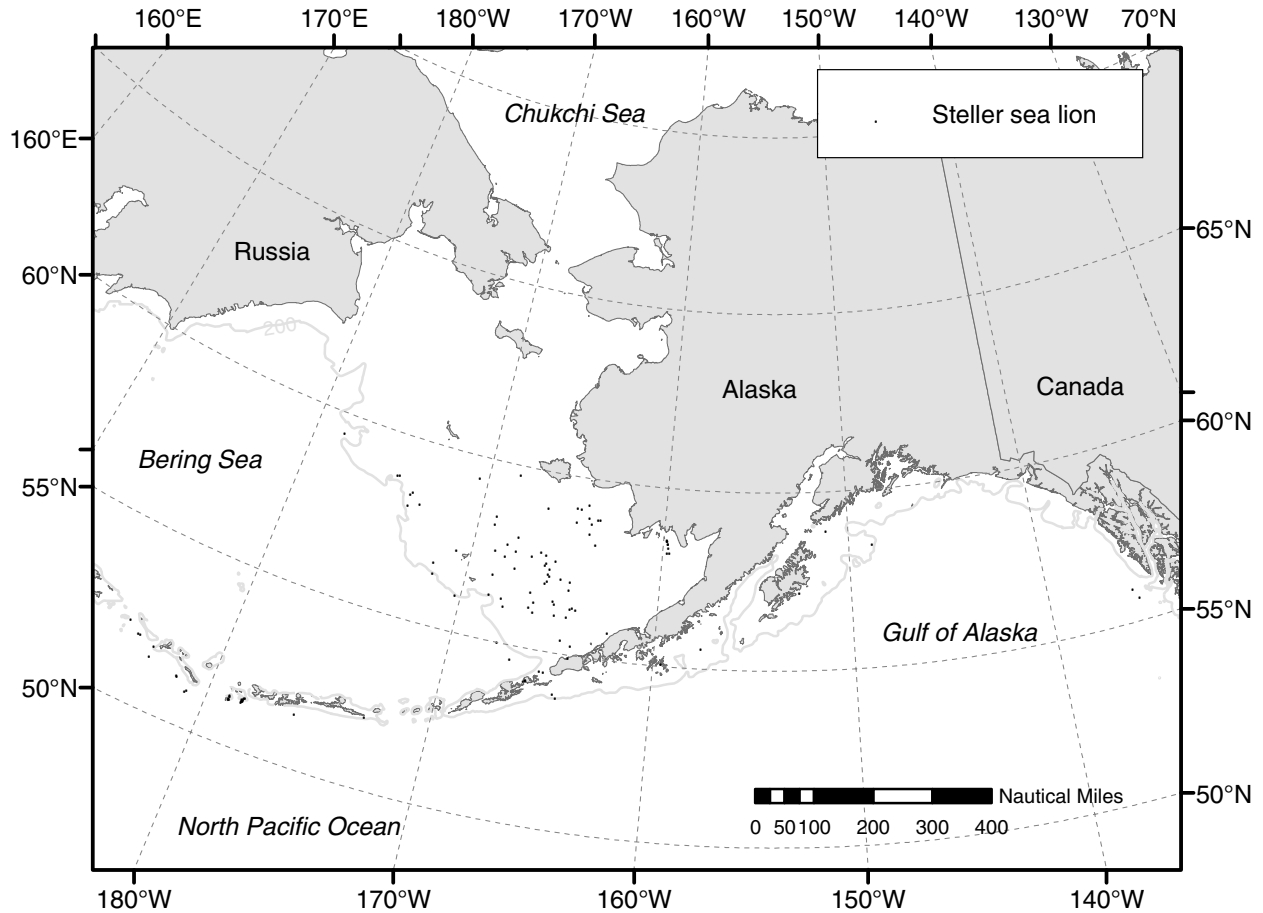 160°E 170°E 180°W 170°W 160°W 150°W 140°W 130°W 70°N
Chukchi Sea
Steller sea lion
160°E
65°N
Russia
60°N
200
Alaska
Canada
60°N
Bering Sea
55°N
55°N
Gulf of Alaska
50°N
50°N
Nautical Miles
0 50 100 200 300 400
North Pacific Ocean
180°W 170°W 160°W 150°W 140°W